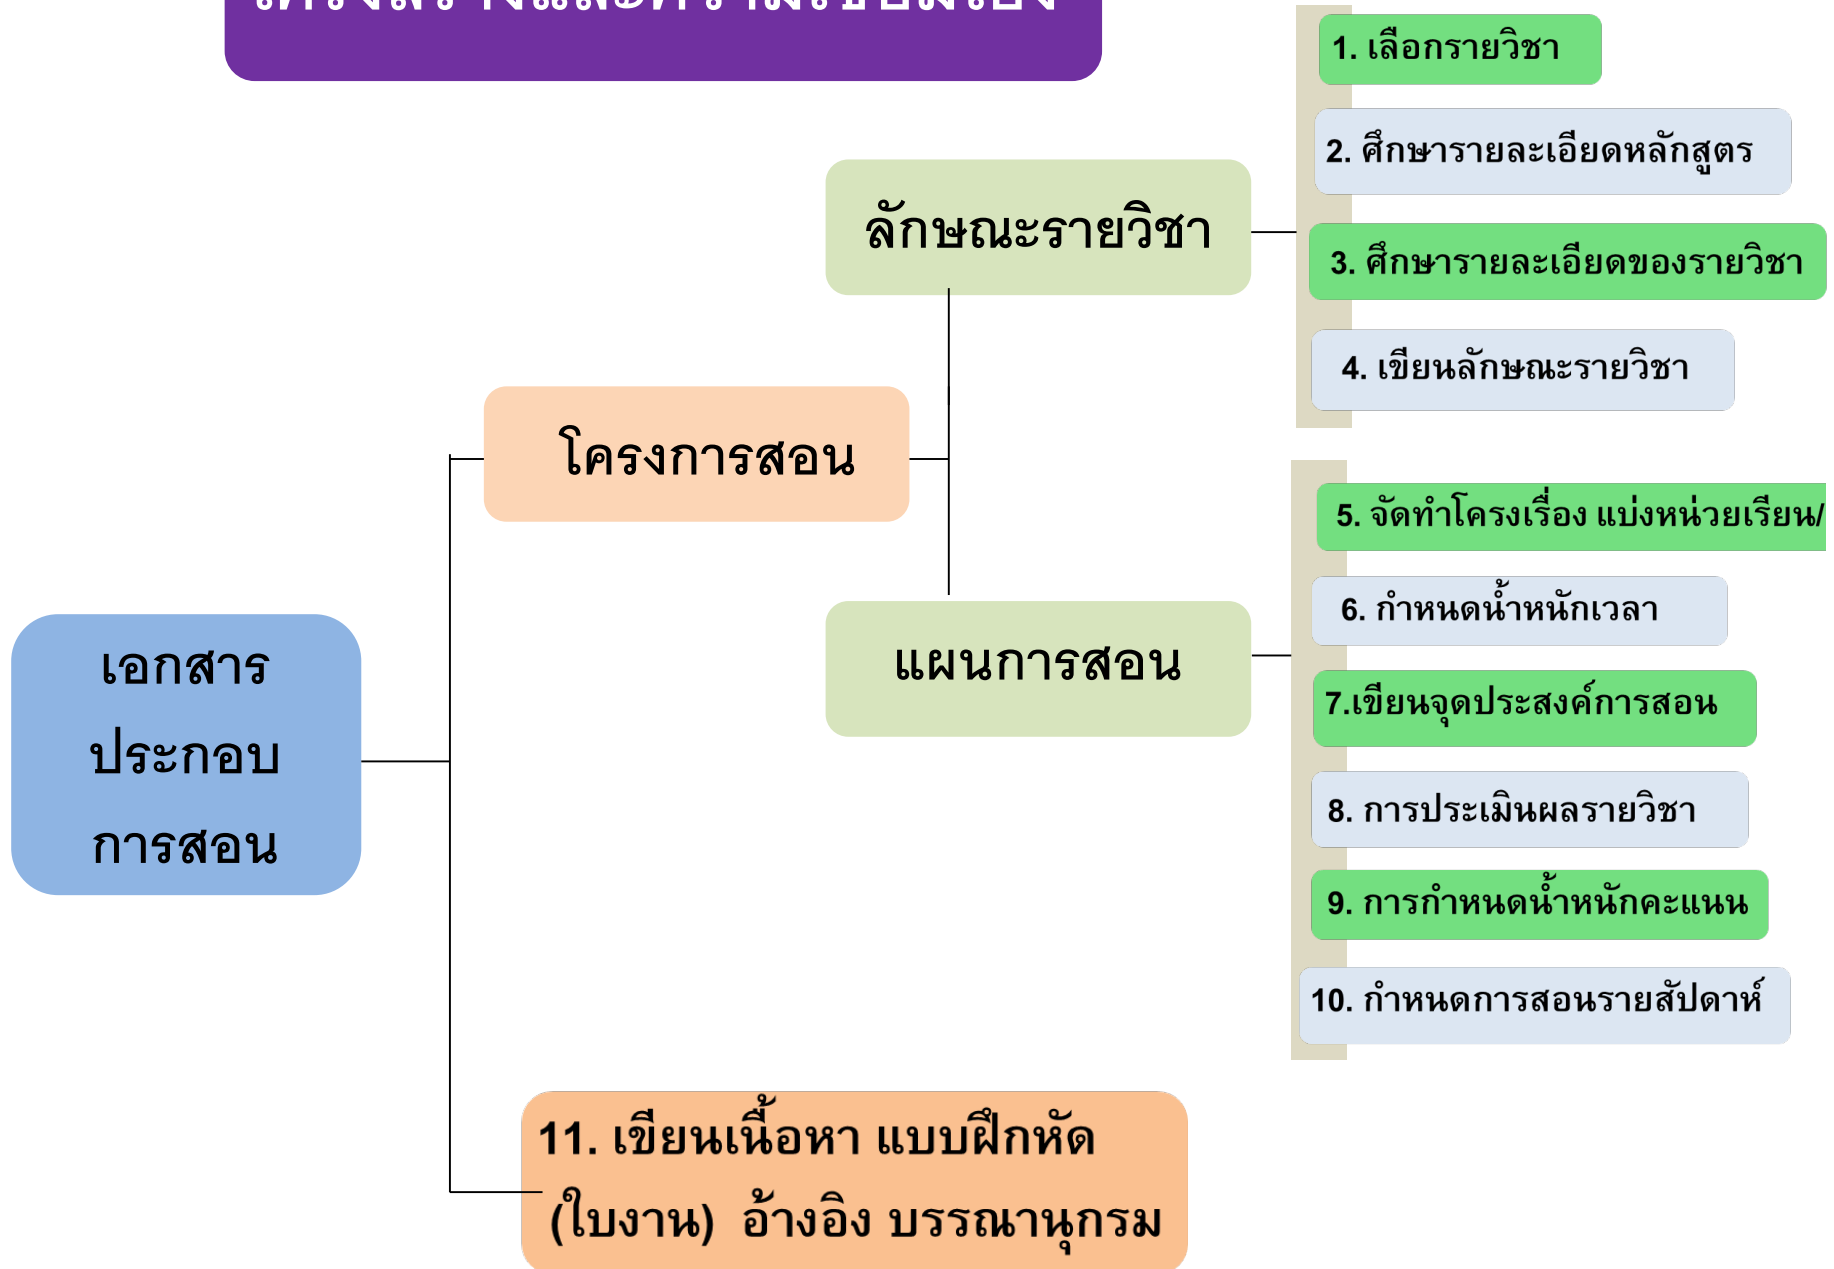 1. เลือกรายวิชา
2. ศึกษารายละเอียดหลักสูตร
ลักษณะรายวิชา
3. ศึกษารายละเอียดของรายวิชา
4. เขียนลักษณะรายวิชา
โครงการสอน
5. จัดทำโครงเรื่อง แบ่งหน่วยเรียน/
6. กำหนดน้ำหนักเวลา
แผนการสอน
7.เขียนจุดประสงค์การสอน
8. การประเมินผลรายวิชา
9. การกำหนดน้ำหนักคะแนน
10. กำหนดการสอนรายสัปดาห์
เอกสาร
ประกอบ
การสอน
11. เขียนเนื้อหา แบบฝึกหัด
(ใบงาน) อ้างอิง บรรณานุกรม